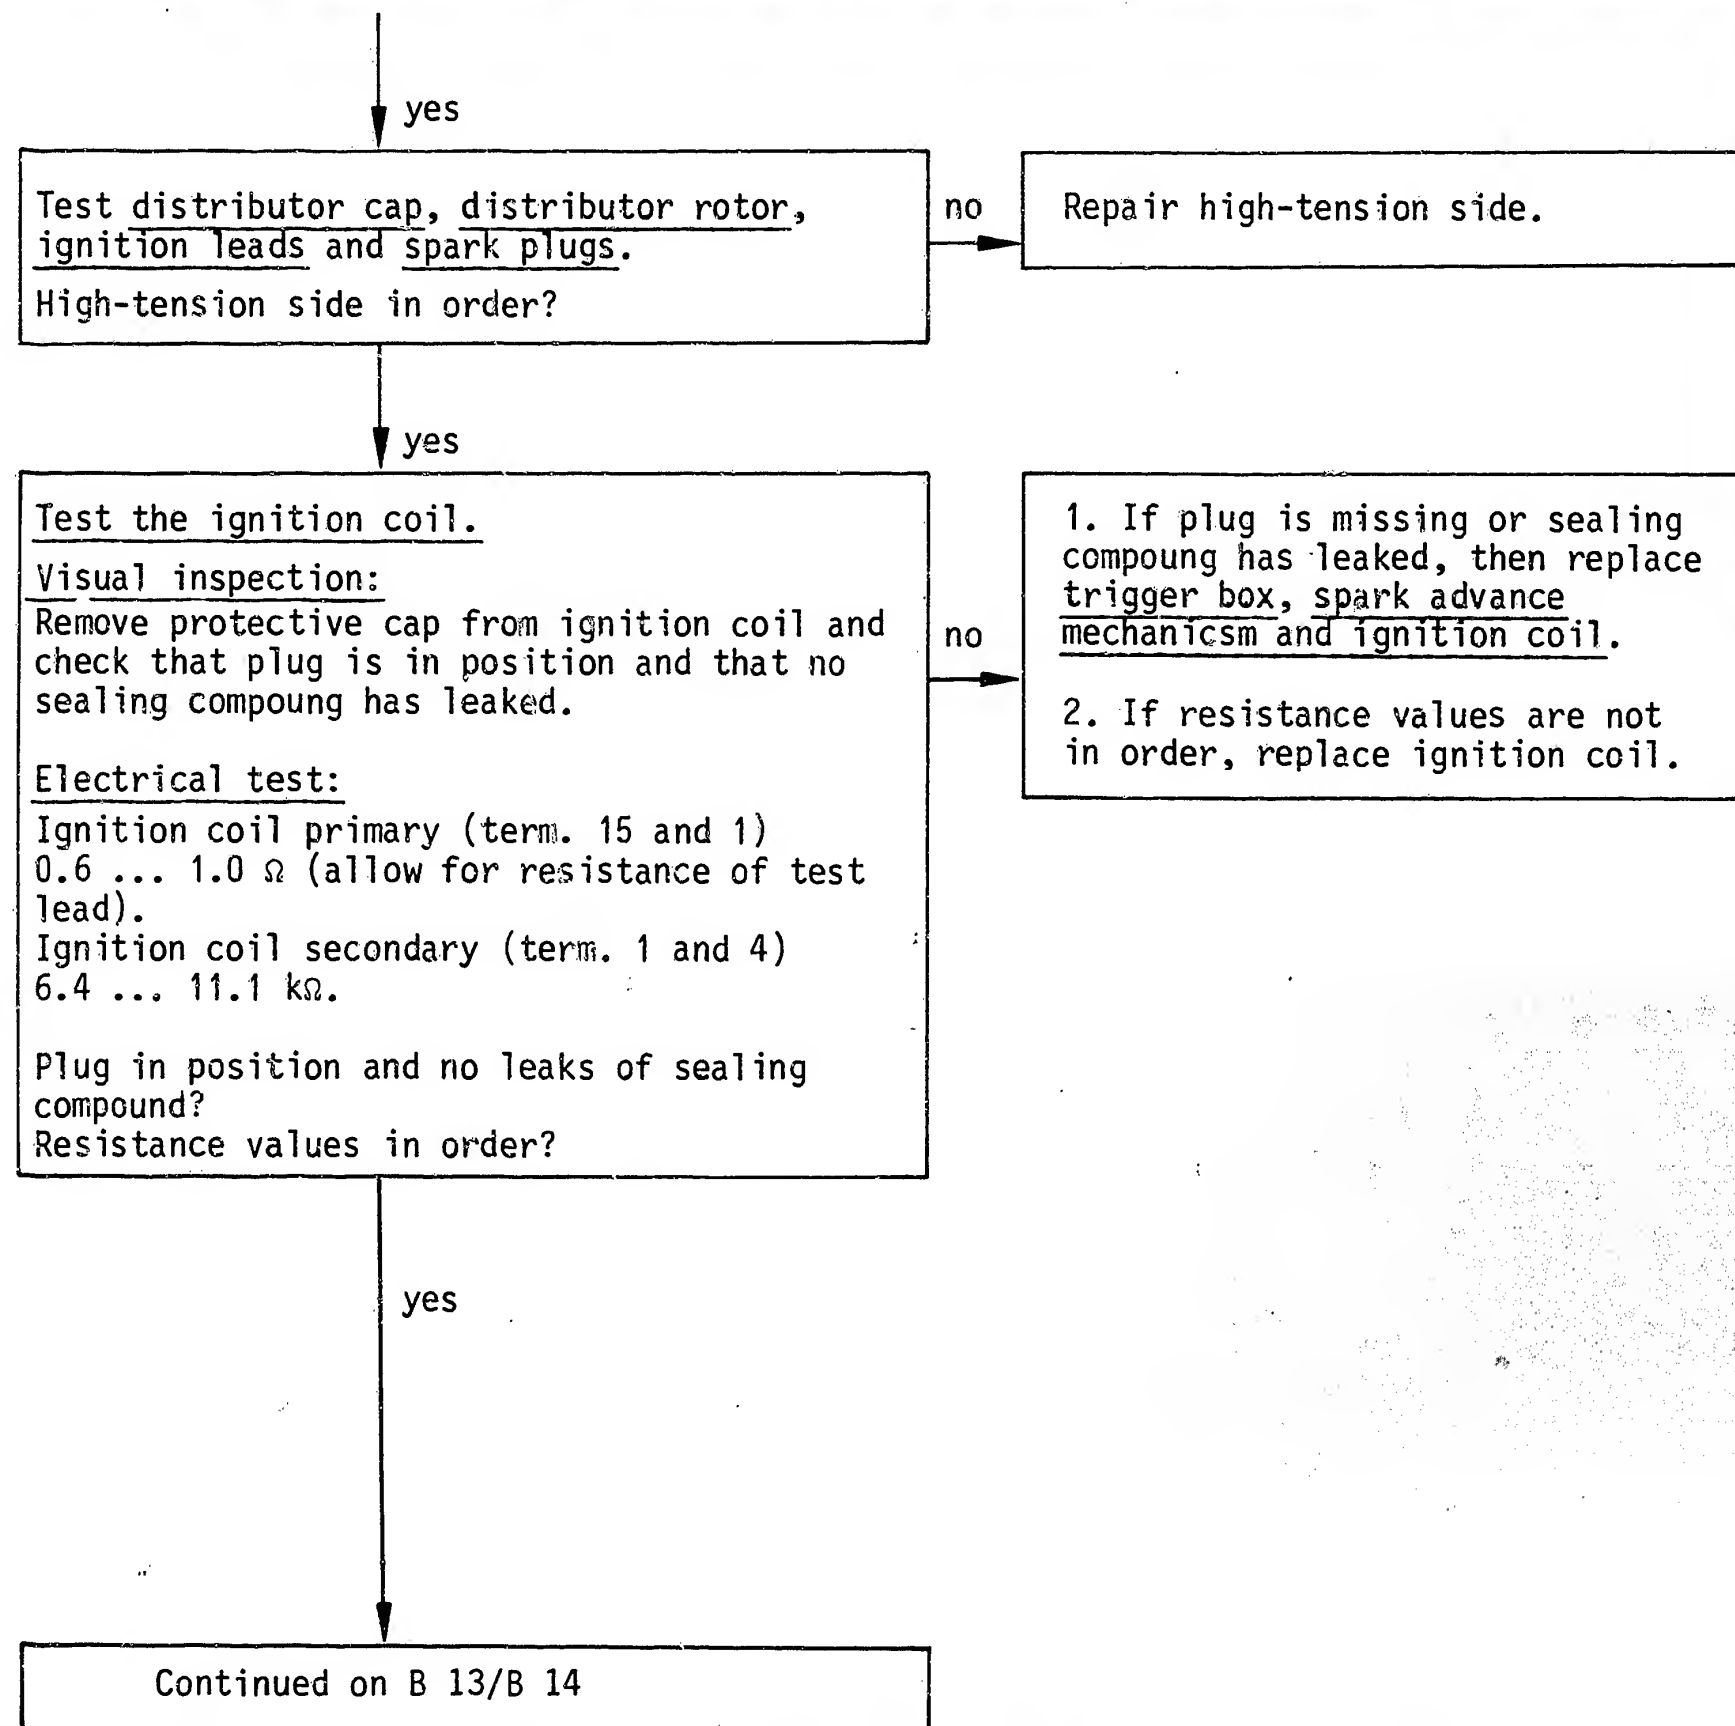 yes
Test distributor cap, distributor rotor,
ignition leads and spark plugs.
High-tension side in order?
no
Repair high-tension side.
yes
Test the ignition coil.
Visual inspection:
Remove protective cap from ignition coil and
check that plug is in position and that no
sealing compoung has leaked.
Electrical test:
Ignition coil primary (term. 15 and 1)
0.6 ... 1.0 Ω (allow for resistance of test
lead).
Ignition coil secondary (term. 1 and 4)
6.4 ... 11.1 kΩ.
Plug in position and no leaks of sealing
compound?
Resistance values in order?
no
1. If plug is missing or sealing
compoung has leaked, then replace
trigger box, spark advance
mechanicsm and ignition coil.
2. If resistance values are not
in order, replace ignition coil.
yes
Continued on B 13/B 14